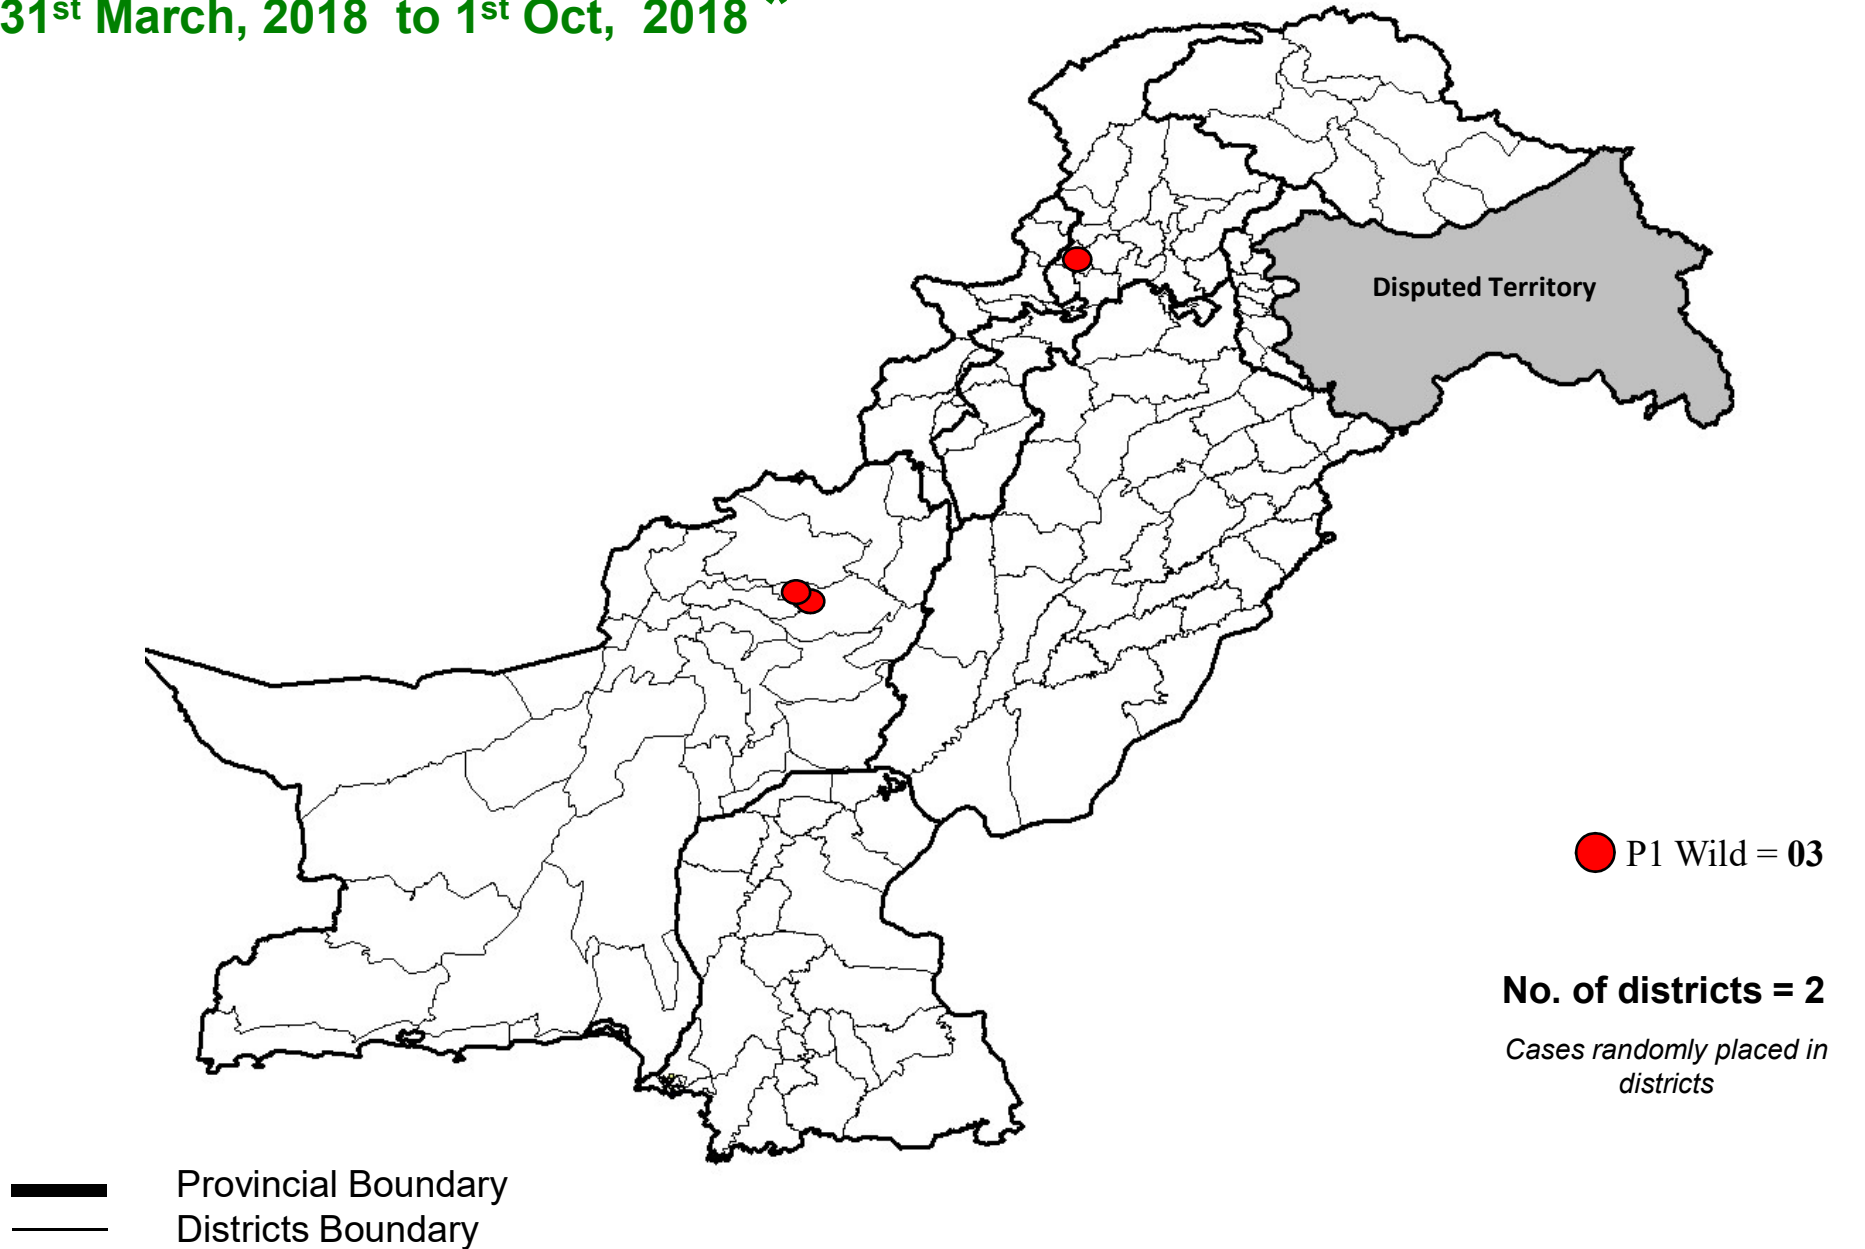 31st March, 2018 to 1st Oct, 2018 *
Disputed Territory
P1 Wild = 03
No. of districts = 2
Cases randomly placed in
districts
Provincial Boundary
Districts Boundary